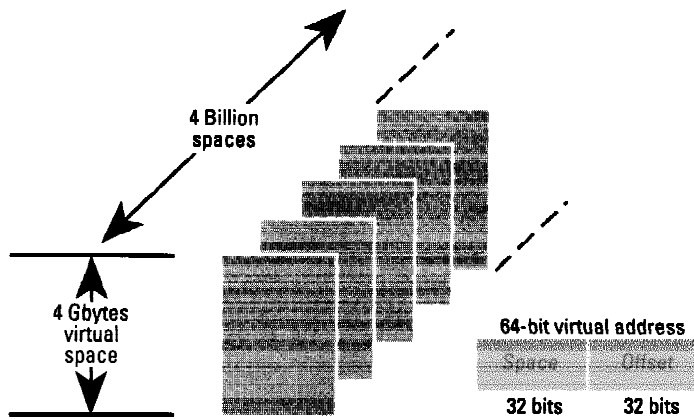 4 Billion
spaces
4 Gbytes
virtual
space
64-bit virtual address
Space Offset
32 bits 32 bits